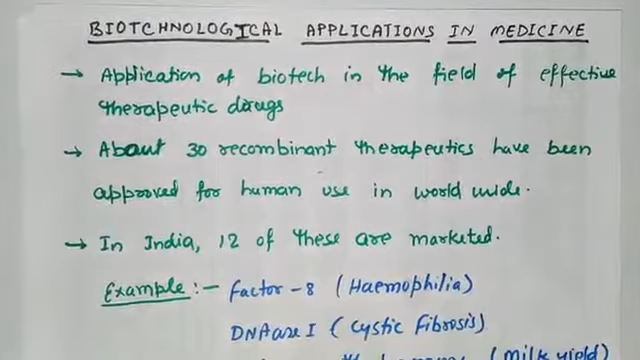 BIOTCHNOLOGICAL APPLICATIONS IN MEDICINE
→ Application of biotech in the field of effective
therapeutic drugs
→ About 30 recombinant therapeutics have been
approved for human use in world wide.
→ In India, 12 of these are marketed.
Example :- Factor - 8 (Haemophilia)
DNAase I (Cystic Fibrosis)
(Milk yield)